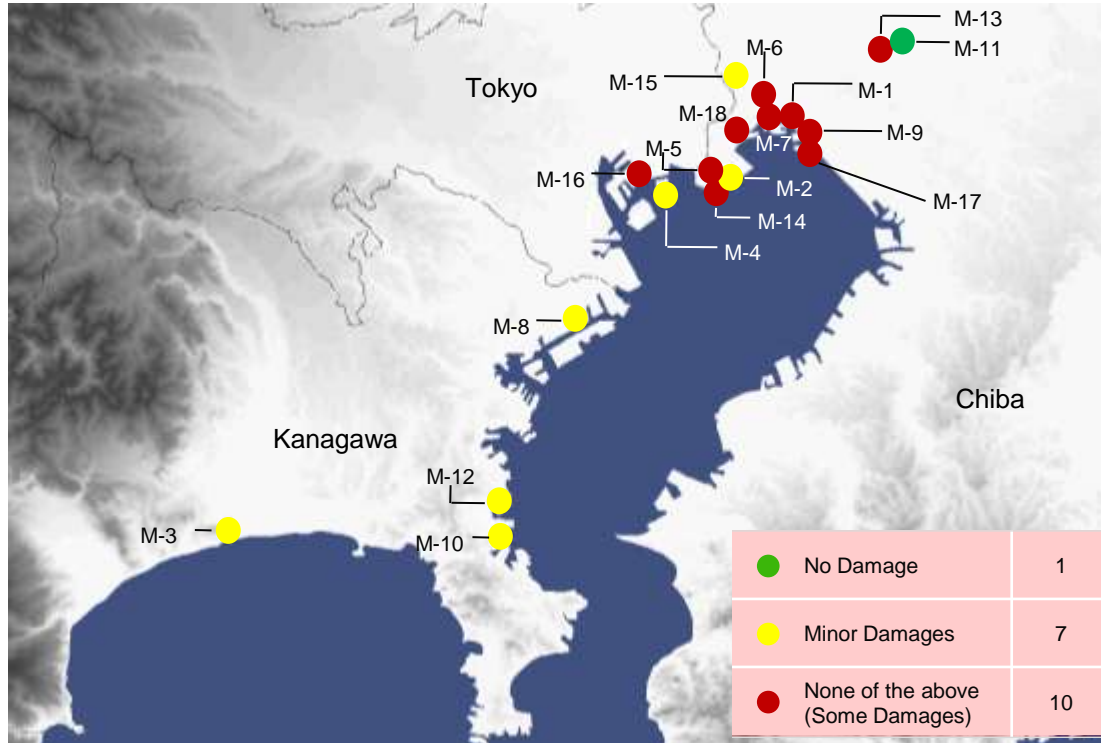 M-13
M-6
M-11
Tokyo
M-15
M-1
M-18
M-9
M-7
M-5
M-16
M-2
M-17
M-14
M-4
M-8
Chiba
Kanagawa
M-12
M-3
M-10
No Damage 1
Minor Damages 7
None of the above
(Some Damages) 10